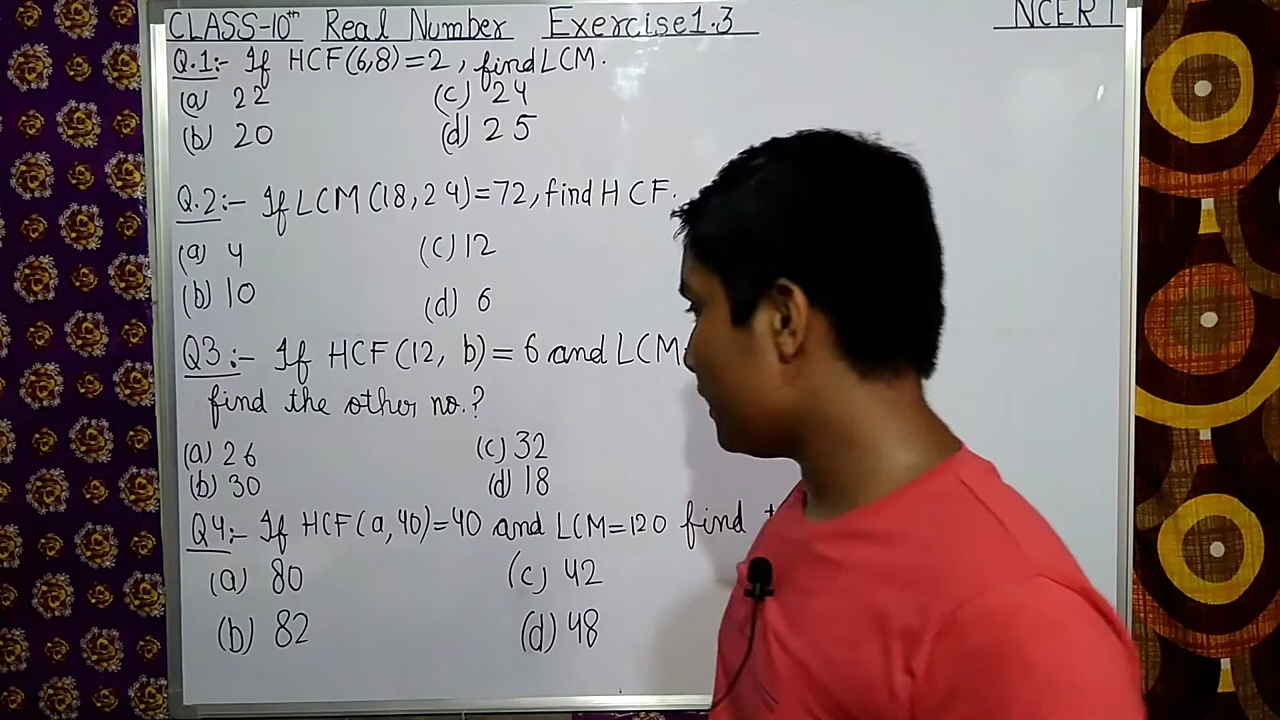 CLASS-10th Real Number Exercise 1.3 NCERT
Q.1:- If HCF(6,8)=2, find LCM.
(a) 22 (c) 24
(b) 20 (d) 25
Q.2:- If LCM(18,24)=72, find HCF.
(a) 4 (c) 12
(b) 10 (d) 6
Q3:- If HCF(12, b)=6 and LCM
find the other no.?
(a) 26 (c) 32
(b) 30 (d) 18
Q4:- If HCF(a,40)=40 and LCM=120 find
(a) 80 (c) 42
(b) 82 (d) 48